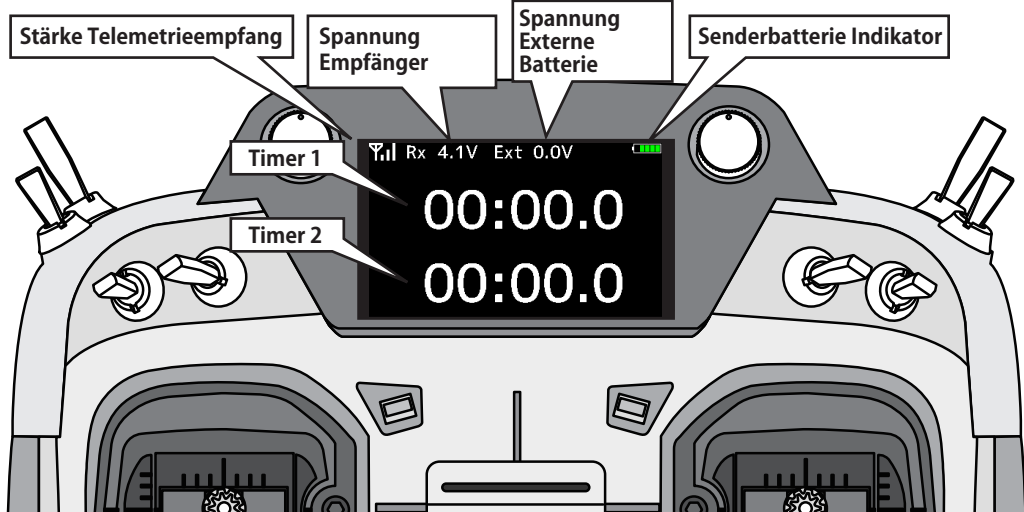 Stärke Telemetrieempfang
Spannung
Empfänger
Spannung
Externe
Batterie
Senderbatterie Indikator
Rx 4.1V Ext 0.0V
Timer 1
00:00.0
Timer 2
00:00.0